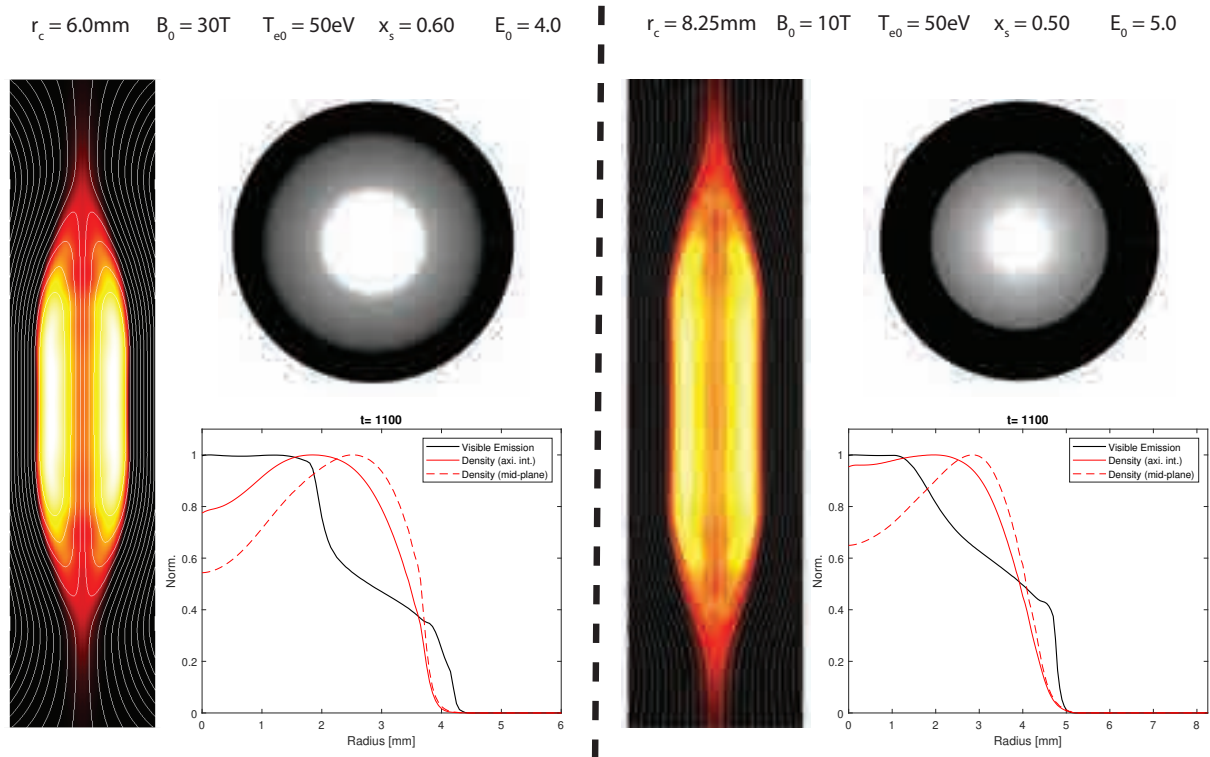 r_c = 6.0mm B_0 = 30T T_e0 = 50eV x_s = 0.60 E_0 = 4.0
t= 1100
Visible Emission
Density (axi. int.)
Density (mid-plane)
1
0.8
0.6
0.4
0.2
0
Norm.
0 1 2 3 4 5 6
Radius [mm]
r_c = 8.25mm B_0 = 10T T_e0 = 50eV x_s = 0.50 E_0 = 5.0
t= 1100
Visible Emission
Density (axi. int.)
Density (mid-plane)
1
0.8
0.6
0.4
0.2
0
Norm.
0 1 2 3 4 5 6 7 8
Radius [mm]